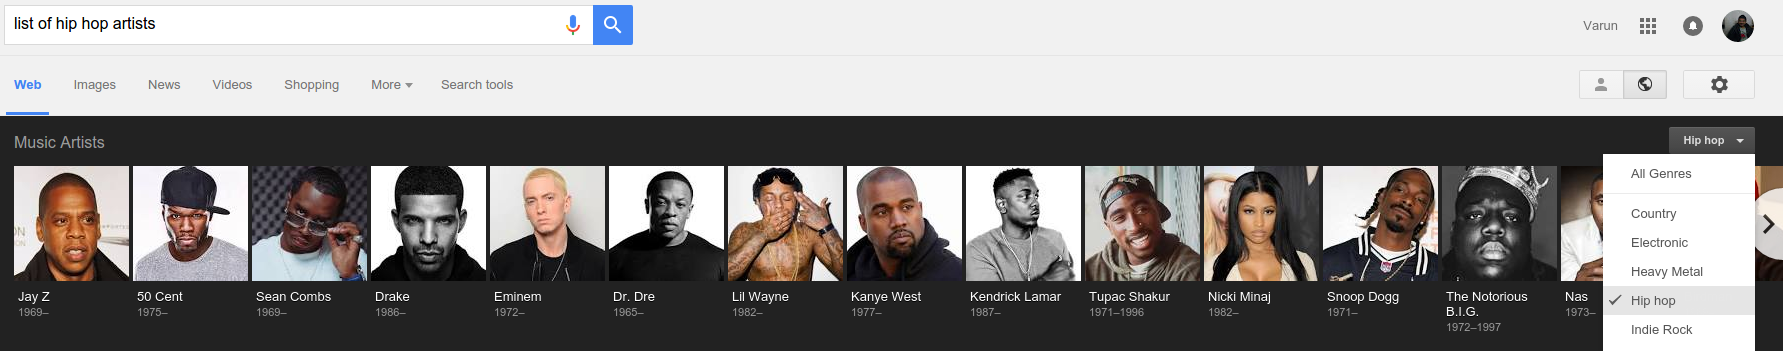 list of hip hop artists
Varun
Web Images News Videos Shopping More Search tools
Music Artists
Hip hop
All Genres
Country
Electronic
Heavy Metal
Hip hop
Indie Rock
Jay Z
1969–
50 Cent
1975–
Sean Combs
1969–
Drake
1986–
Eminem
1972–
Dr. Dre
1965–
Lil Wayne
1982–
Kanye West
1977–
Kendrick Lamar
1987–
Tupac Shakur
1971–1996
Nicki Minaj
1982–
Snoop Dogg
1971–
The Notorious
B.I.G.
1972–1997
Nas
1973–